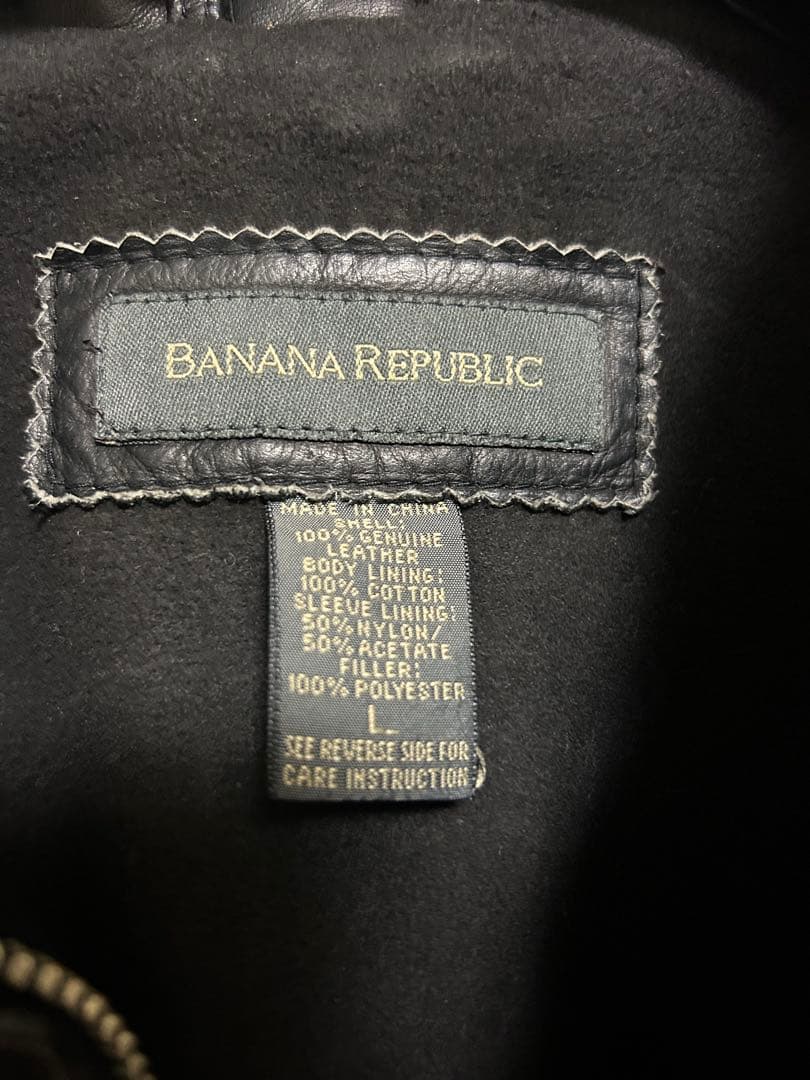 BANANA REPUBLIC
MADE IN CHINA
SHELL:
100% GENUINE
LEATHER
BODY LINING:
100% COTTON
SLEEVE LINING:
50% NYLON/
50% ACETATE
FILLER:
100% POLYESTER
L
SEE REVERSE SIDE FOR
CARE INSTRUCTION